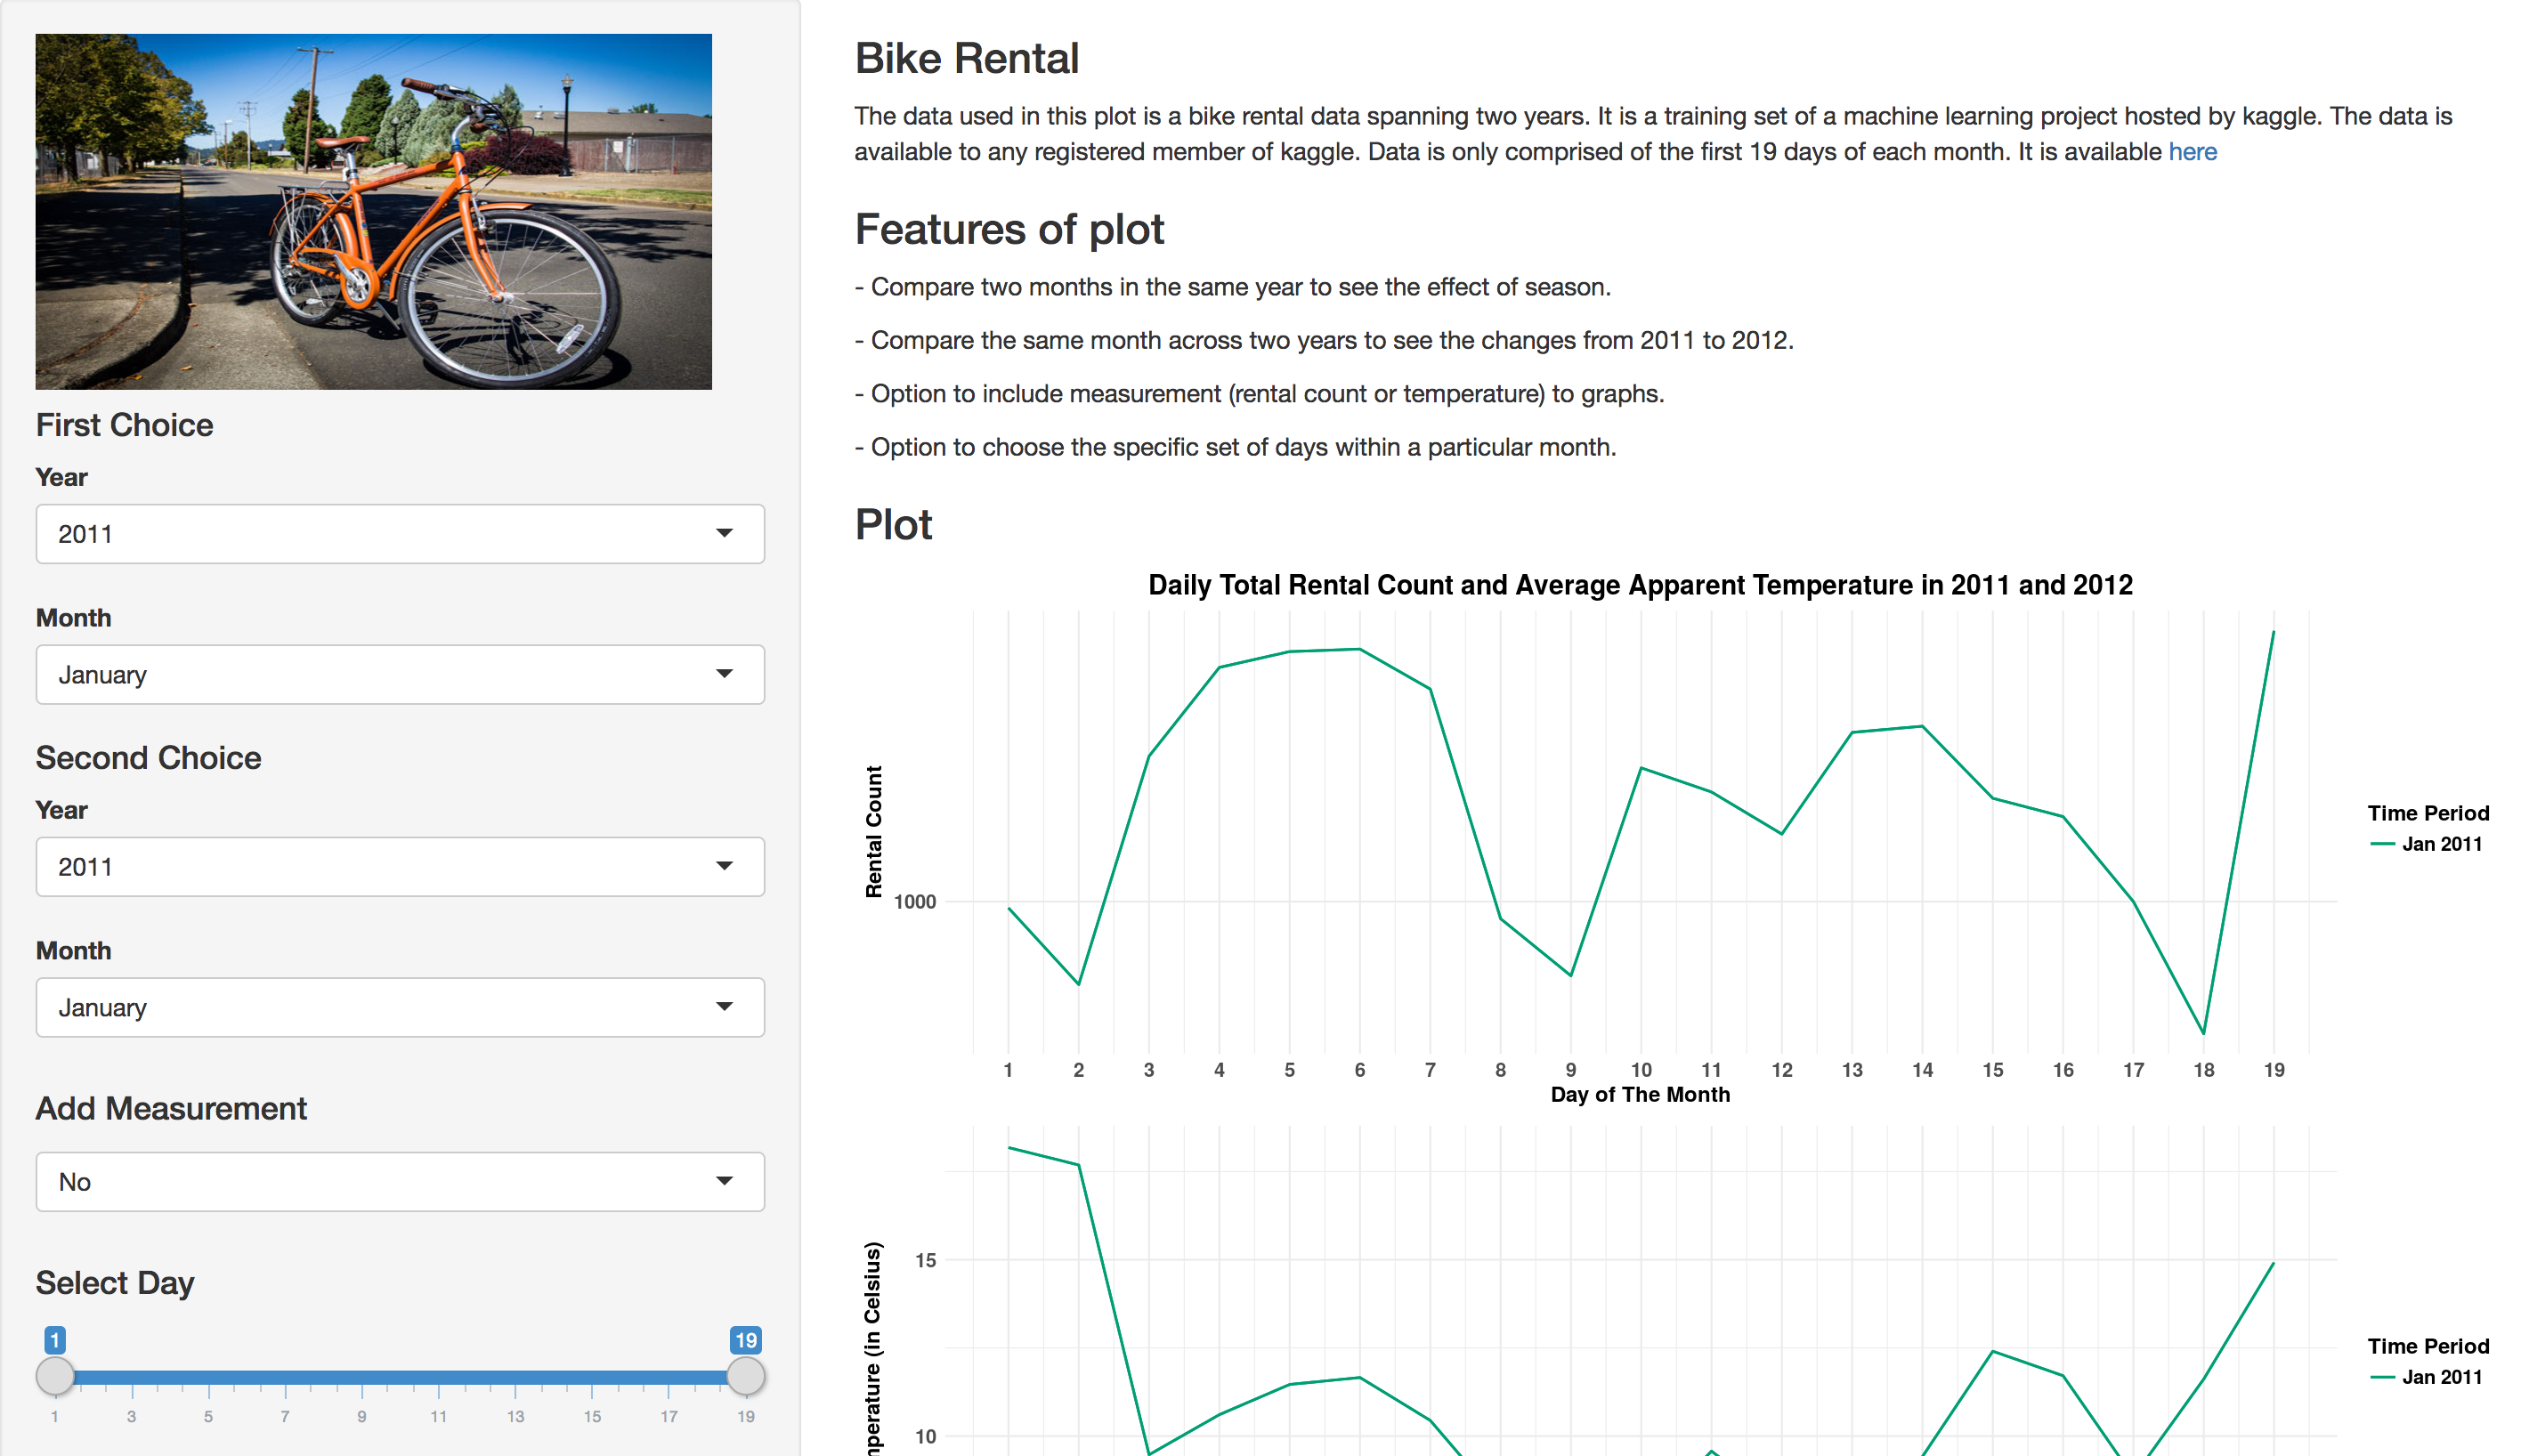 First Choice
Year
2011
Month
January
Second Choice
Year
2011
Month
January
Add Measurement
No
Select Day
1 19
1 3 5 7 9 11 13 15 17 19
Bike Rental
The data used in this plot is a bike rental data spanning two years. It is a training set of a machine learning project hosted by kaggle. The data is
available to any registered member of kaggle. Data is only comprised of the first 19 days of each month. It is available here
Features of plot
- Compare two months in the same year to see the effect of season.
- Compare the same month across two years to see the changes from 2011 to 2012.
- Option to include measurement (rental count or temperature) to graphs.
- Option to choose the specific set of days within a particular month.
Plot
Daily Total Rental Count and Average Apparent Temperature in 2011 and 2012
Rental Count
1000
1 2 3 4 5 6 7 8 9 10 11 12 13 14 15 16 17 18 19
Day of The Month
Time Period
Jan 2011
(in Celsius)
15
10
Time Period
Jan 2011